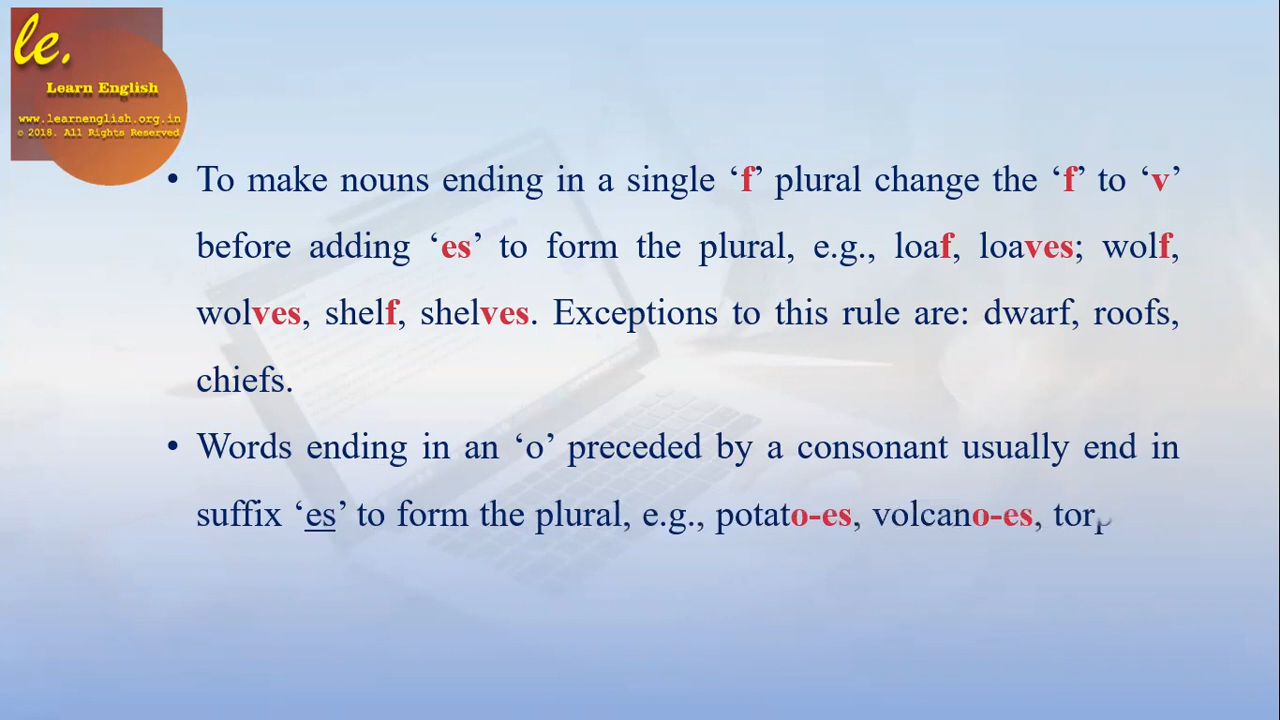 le.
Learn English
www.learnenglish.org.in
© 2018. All Rights Reserved
• To make nouns ending in a single ‘f’ plural change the ‘f’ to ‘v’
before adding ‘es’ to form the plural, e.g., loaf, loaves; wolf,
wolves, shelf, shelves. Exceptions to this rule are: dwarf, roofs,
chiefs.
• Words ending in an ‘o’ preceded by a consonant usually end in
suffix ‘es’ to form the plural, e.g., potato-es, volcano-es,